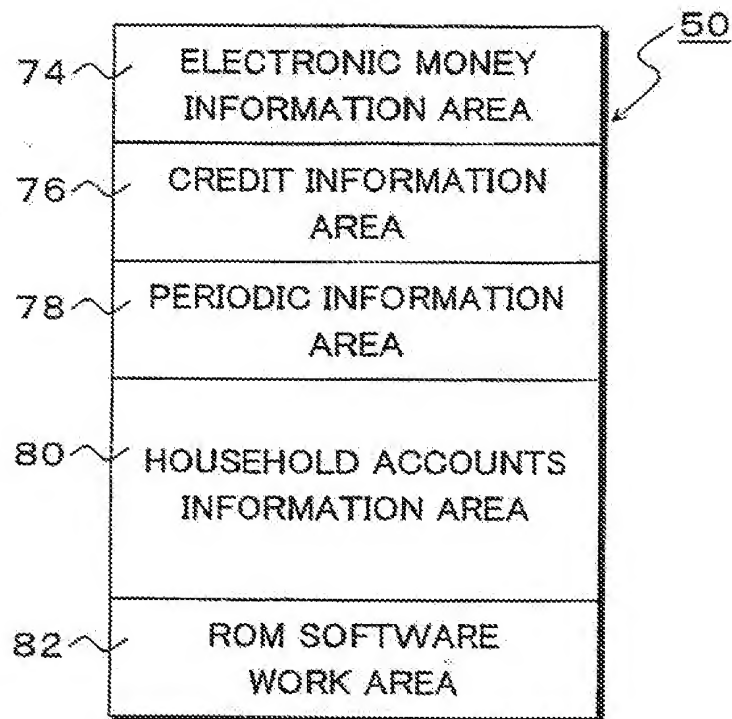 50
74
ELECTRONIC MONEY
INFORMATION AREA
76
CREDIT INFORMATION
AREA
78
PERIODIC INFORMATION
AREA
80
HOUSEHOLD ACCOUNTS
INFORMATION AREA
82
ROM SOFTWARE
WORK AREA